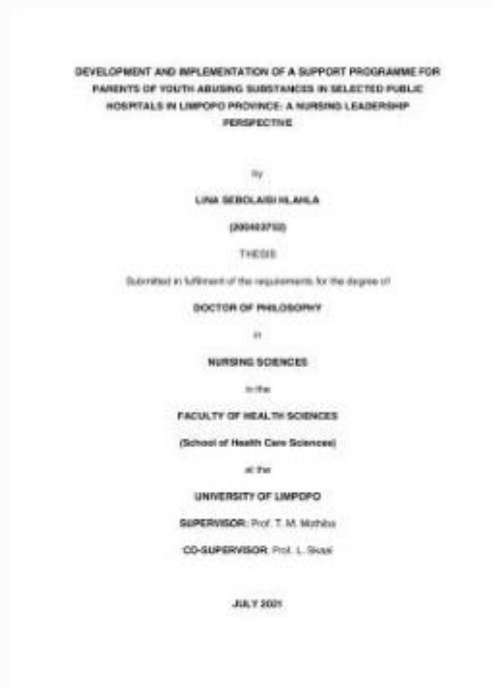 DEVELOPMENT AND IMPLEMENTATION OF A SUPPORT PROGRAMME FOR
PARENTS OF YOUTH ABUSING SUBSTANCES IN SELECTED PUBLIC
HOSPITALS IN LIMPOPO PROVINCE: A NURSING LEADERSHIP
PERSPECTIVE
By
LINA SEBOLAISI HLAHLA
THESIS
Submitted in fulfilment of the requirements for the degree of
DOCTOR OF PHILOSOPHY
in
NURSING SCIENCES
in the
FACULTY OF HEALTH SCIENCES
(School of Health Care Sciences)
at the
UNIVERSITY OF LIMPOPO
SUPERVISOR: Prof. T. M. Mothiba
CO-SUPERVISOR: Prof. L. Skaal
JULY 2021